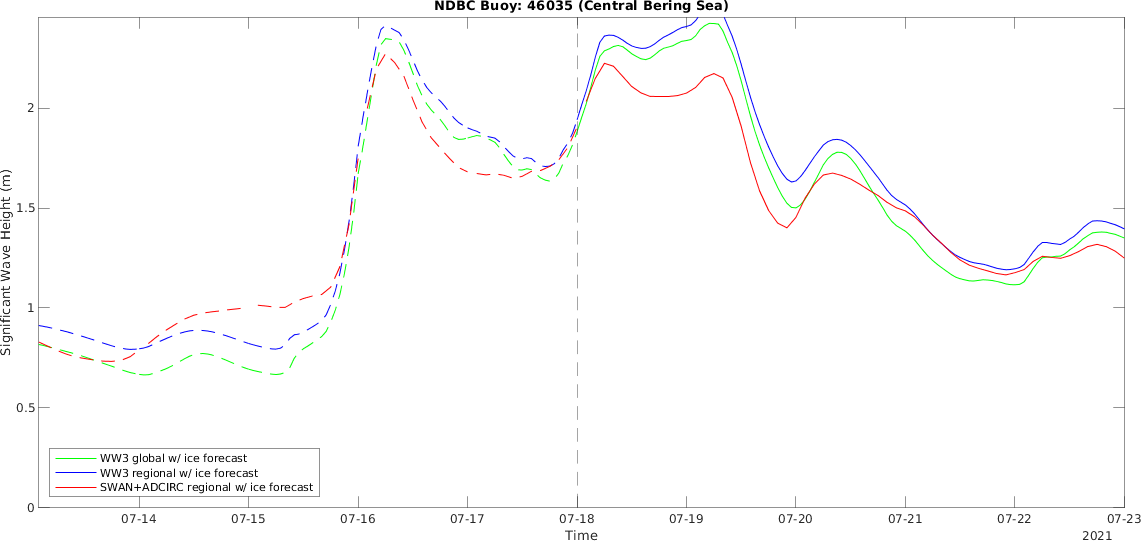 NDBC Buoy: 46035 (Central Bering Sea)
Significant Wave Height (m)
2
1.5
1
0.5
0
WW3 global w/ ice forecast
WW3 regional w/ ice forecast
SWAN+ADCIRC regional w/ ice forecast
07-14 07-15 07-16 07-17 07-18 07-19 07-20 07-21 07-22 07-23
Time
2021